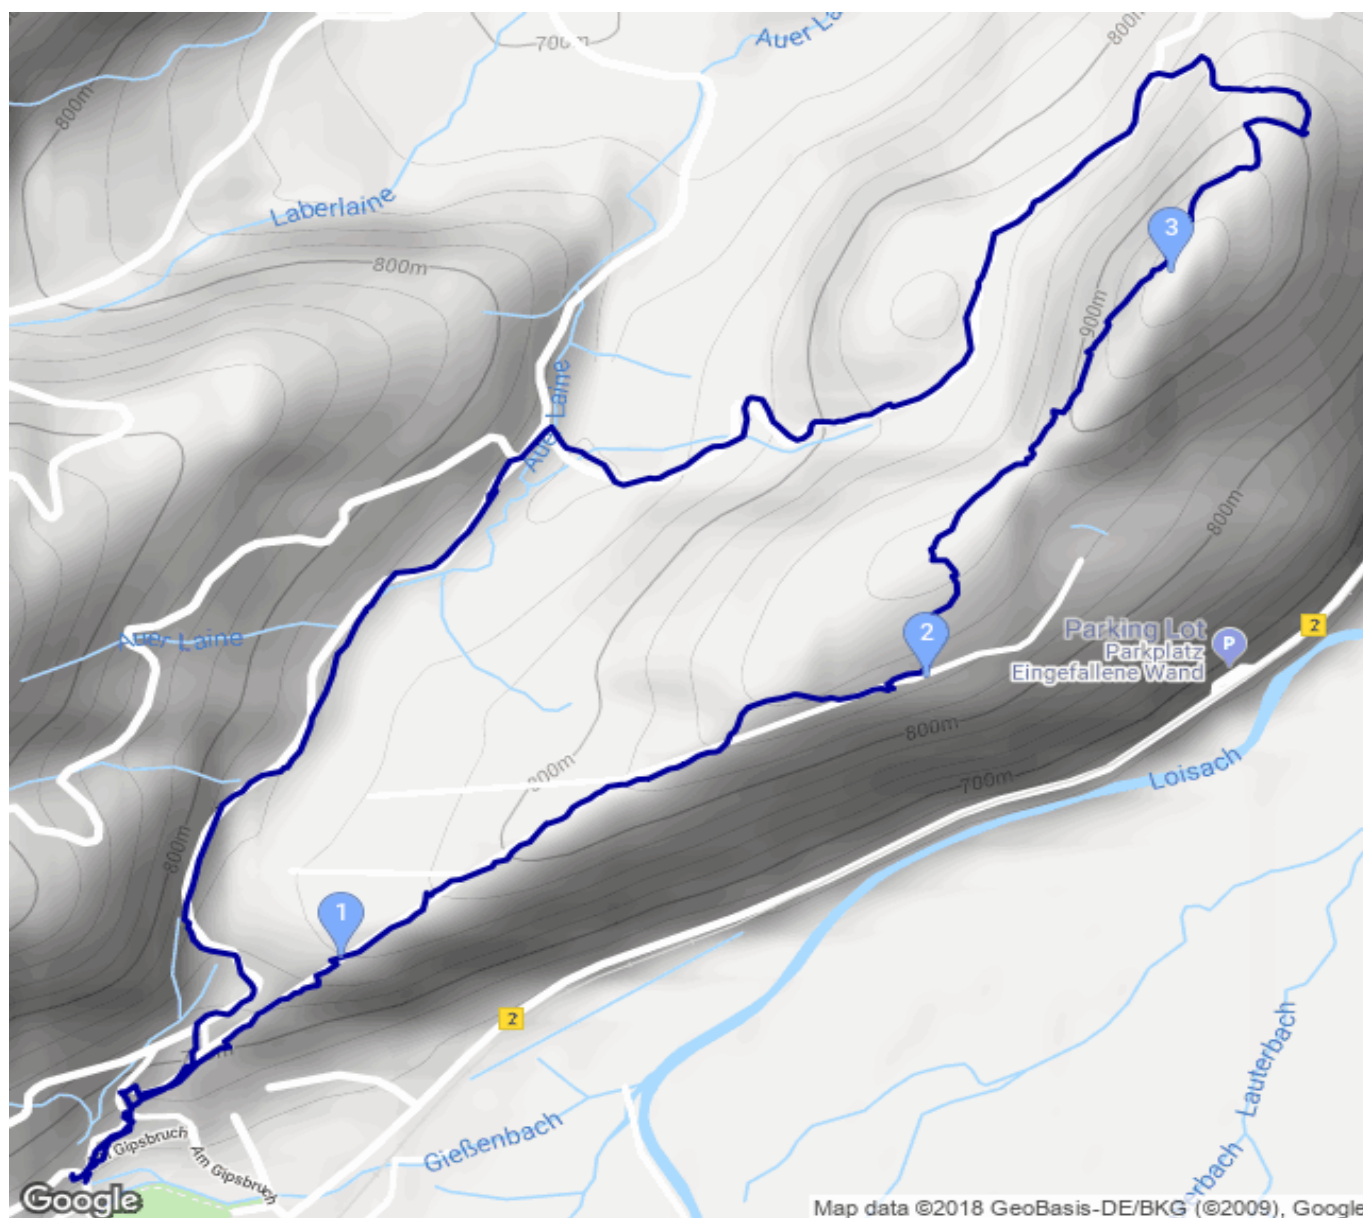 700m
Auer La
800m
800m
Laberlaine
800m
3
900m
Auer Laine
800m
Auer Laine
2
Parking Lot
Parkplatz
Eingefallene Wand
P
2
800m
800m
700m
Loisach
800m
1
2
Lauterbach
Gipsbruch
Am Gipsbruch
Gießenbach
erbach
Google
Map data ©2018 GeoBasis-DE/BKG (©2009), Google